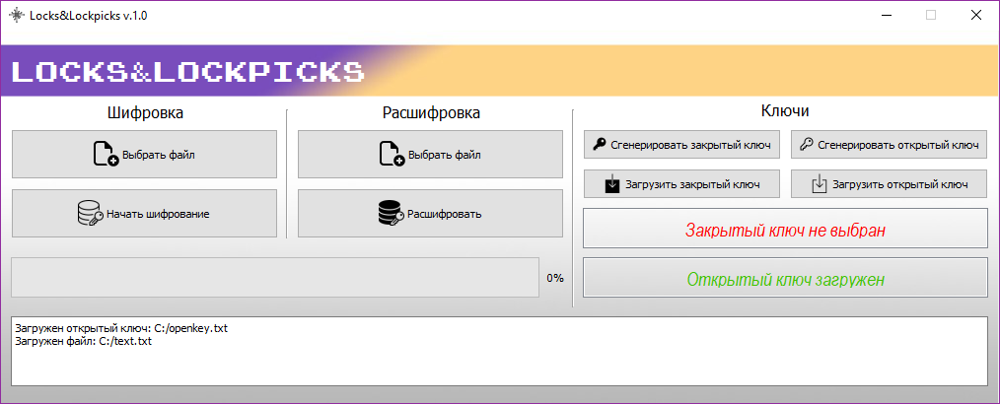 Locks&Lockpicks v.1.0
LOCKS&LOCKPICKS
Шифровка
Выбрать файл
Начать шифрование
Расшифровка
Выбрать файл
Расшифровать
Ключи
Сгенерировать закрытый ключ
Сгенерировать открытый ключ
Загрузить закрытый ключ
Загрузить открытый ключ
Закрытый ключ не выбран
Открытый ключ загружен
0%
Загружен открытый ключ: C:/openkey.txt
Загружен файл: C:/text.txt